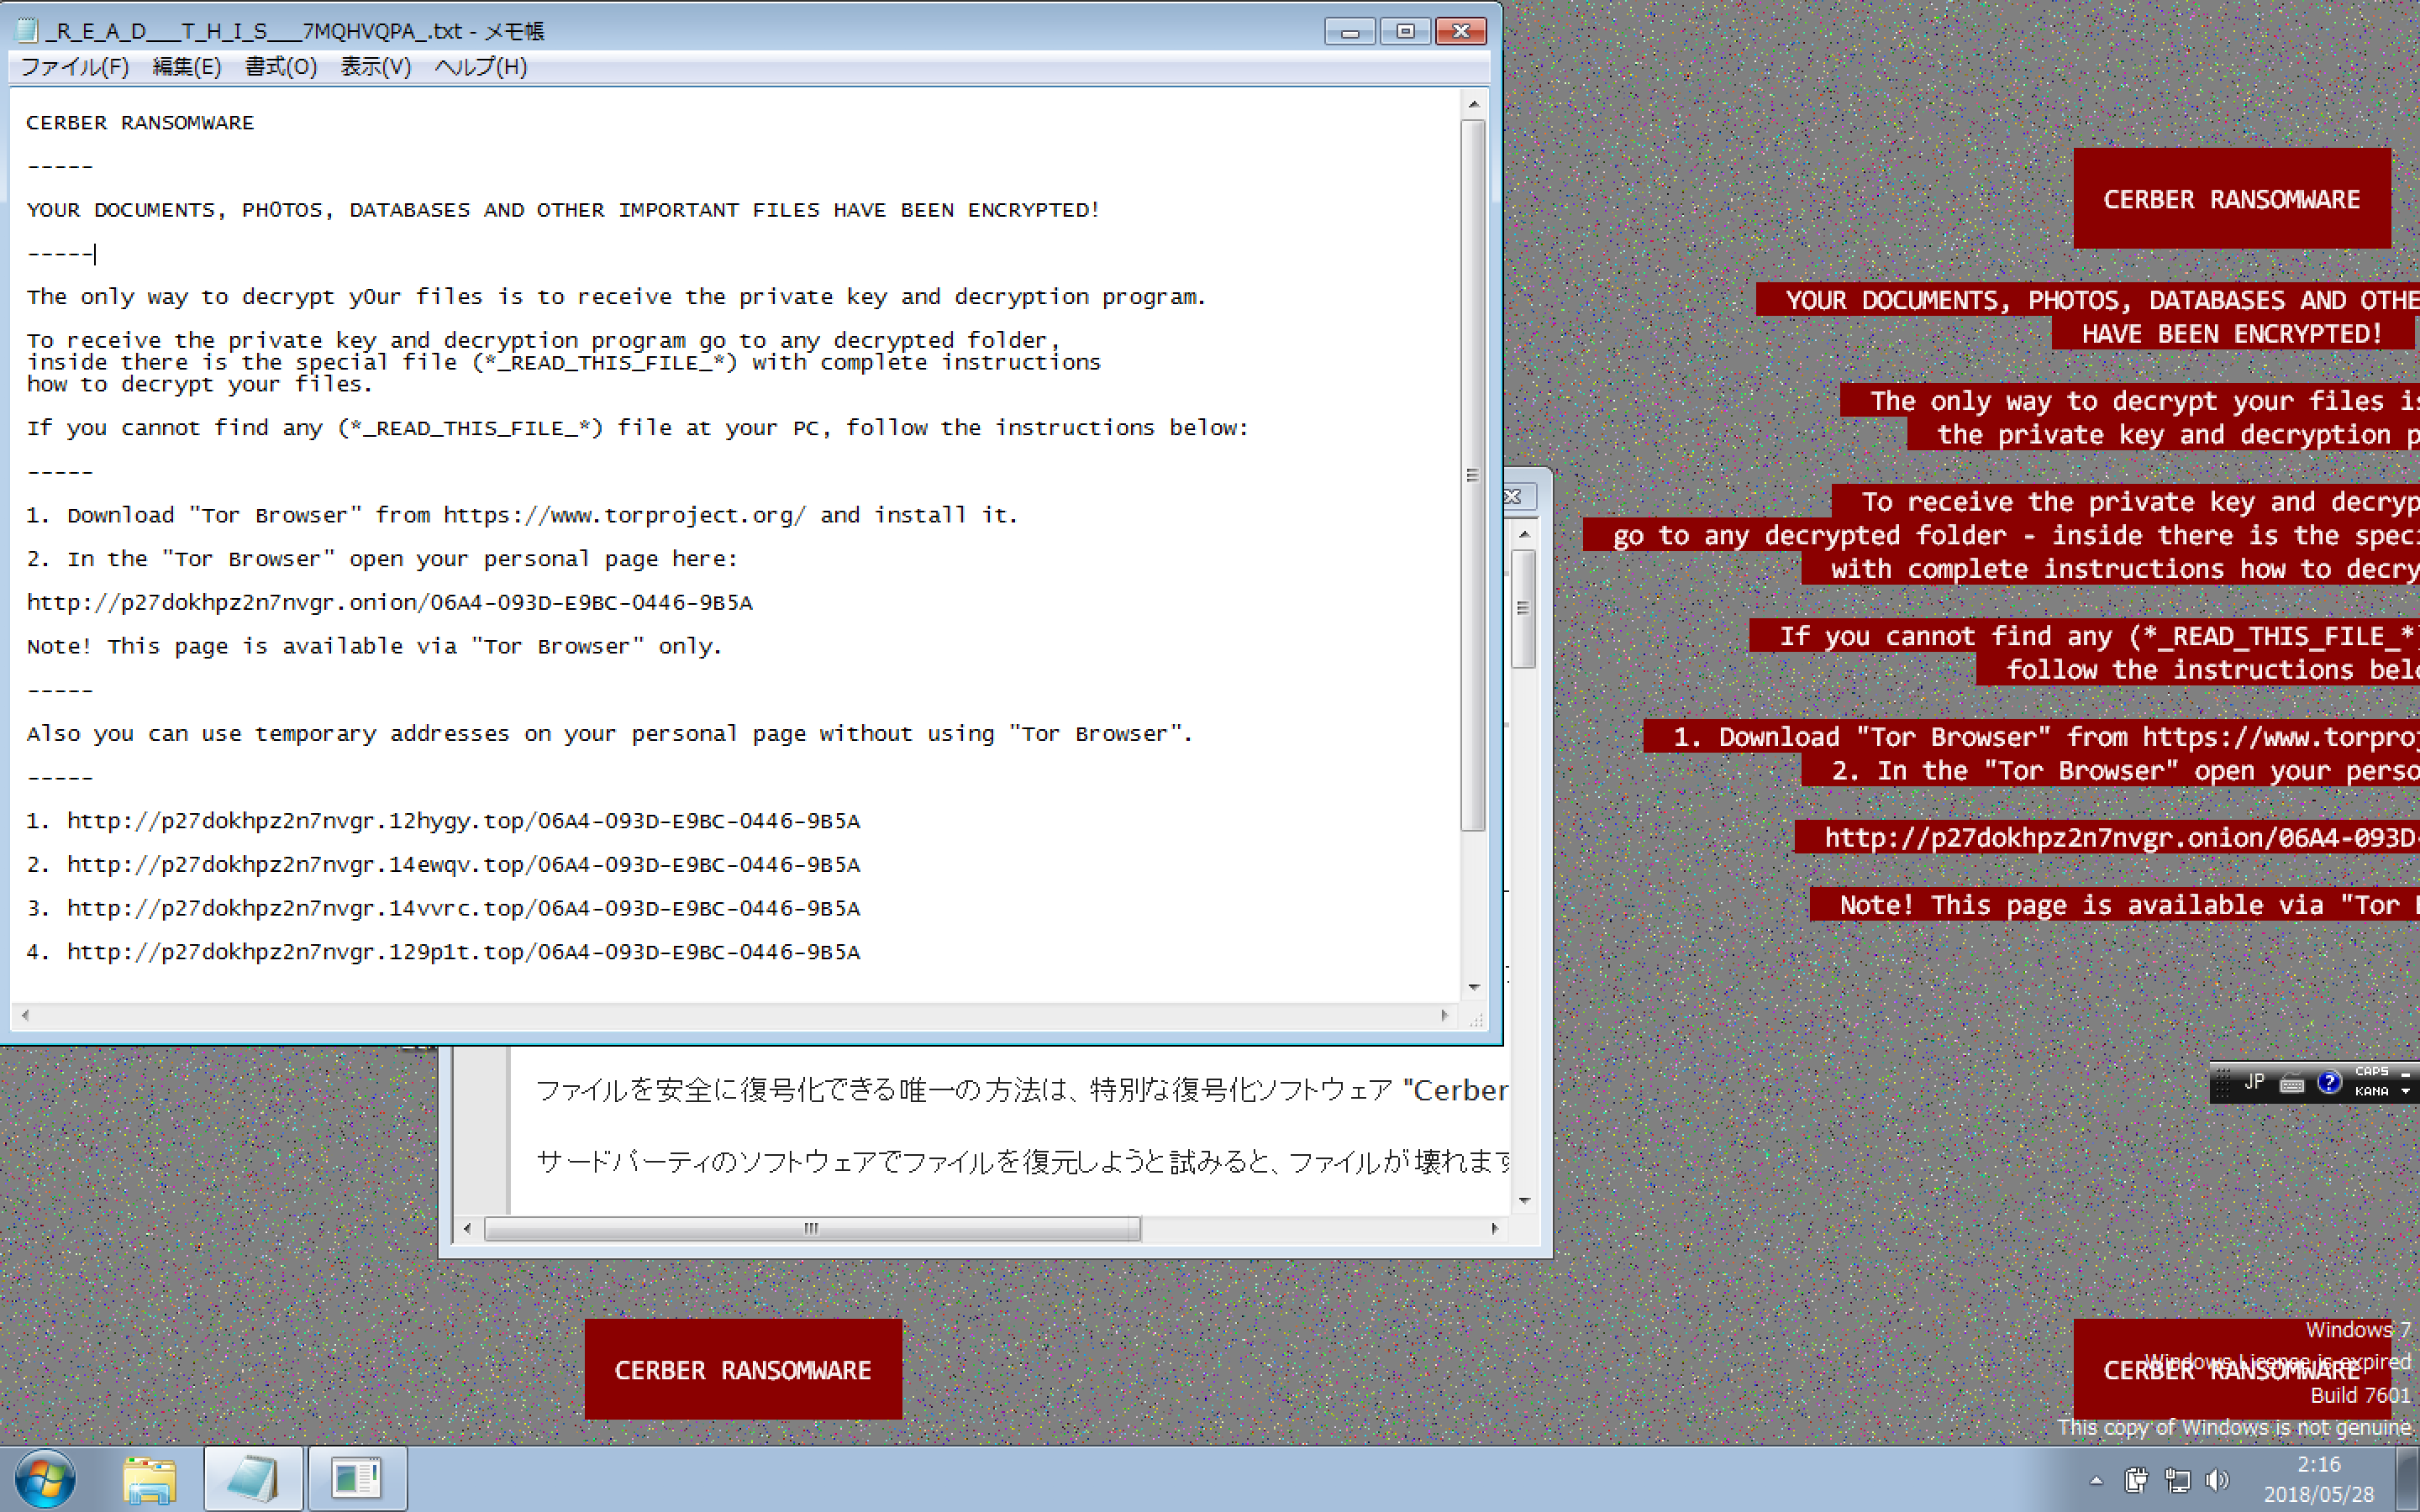 _R_E_A_D___T_H_I_S___7MQHVQPA_.txt - メモ帳
ファイル(F) 編集(E) 書式(O) 表示(V) ヘルプ(H)
CERBER RANSOMWARE
-----
YOUR DOCUMENTS, PH0TOS, DATABASES AND OTHER IMPORTANT FILES HAVE BEEN ENCRYPTED!
-----
The only way to decrypt y0ur files is to receive the private key and decryption program.
To receive the private key and decryption program go to any decrypted folder,
inside there is the special file (*_READ_THIS_FILE_*) with complete instructions
how to decrypt your files.
If you cannot find any (*_READ_THIS_FILE_*) file at your PC, follow the instructions below:
-----
1. Download "Tor Browser" from https://www.torproject.org/ and install it.
2. In the "Tor Browser" open your personal page here:
http://p27dokhpz2n7nvgr.onion/06A4-093D-E9BC-0446-9B5A
Note! This page is available via "Tor Browser" only.
-----
Also you can use temporary addresses on your personal page without using "Tor Browser".
-----
1. http://p27dokhpz2n7nvgr.12hygy.top/06A4-093D-E9BC-0446-9B5A
2. http://p27dokhpz2n7nvgr.14ewqv.top/06A4-093D-E9BC-0446-9B5A
3. http://p27dokhpz2n7nvgr.14vvrc.top/06A4-093D-E9BC-0446-9B5A
4. http://p27dokhpz2n7nvgr.129p1t.top/06A4-093D-E9BC-0446-9B5A
ファイルを安全に復号化できる唯一の方法は、特別な復号化ソフトウェア "Cerber
サードパーティのソフトウェアでファイルを復元しようと試みると、ファイルが壊れます
CERBER RANSOMWARE
YOUR DOCUMENTS, PHOTOS, DATABASES AND OTHE
HAVE BEEN ENCRYPTED!
The only way to decrypt your files is
the private key and decryption p
To receive the private key and decryp
go to any decrypted folder - inside there is the speci
with complete instructions how to decry
If you cannot find any (*_READ_THIS_FILE_*)
follow the instructions belo
1. Download "Tor Browser" from https://www.torproj
2. In the "Tor Browser" open your perso
http://p27dokhpz2n7nvgr.onion/06A4-093D-
Note! This page is available via "Tor B
JP CAPS
KANA
CERBER RANSOMWARE
CERBER RANSOMWARE
Windows 7
Windows License is expired
Build 7601
This copy of Windows is not genuine
2:16
2018/05/28